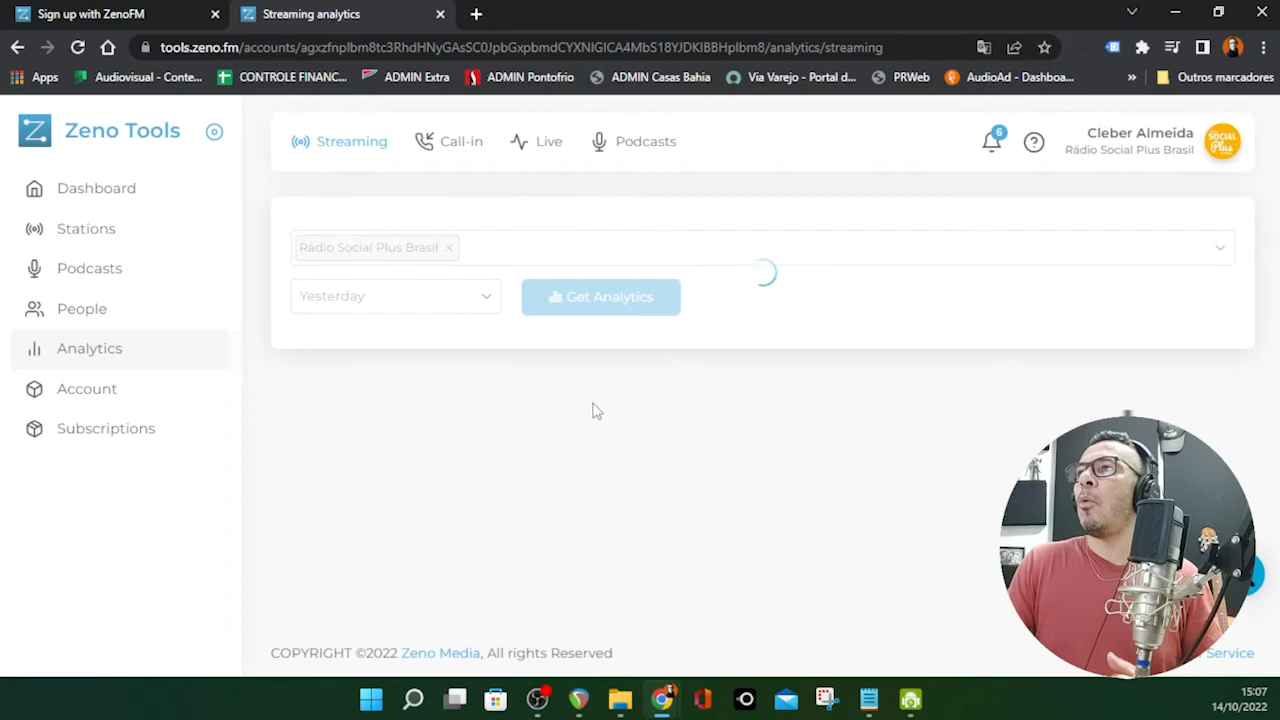 Sign up with ZenoFM
Streaming analytics
tools.zeno.fm/accounts/agxzfnplbm8tc3RhdHNyGAsSC0JpbGxpbmdCYXNlGICA4MbS18YJDKIBBHplbm8/analytics/streaming
Apps
Audiovisual - Conte...
CONTROLE FINANC...
ADMIN Extra
ADMIN Pontofrio
ADMIN Casas Bahia
Via Varejo - Portal d...
PRWeb
AudioAd - Dashboa...
»
Outros marcadores
Zeno Tools
Streaming
Call-in
Live
Podcasts
6
Cleber Almeida
Rádio Social Plus Brasil
SOCIAL
Plus
Dashboard
Stations
Podcasts
People
Analytics
Account
Subscriptions
Rádio Social Plus Brasil
Yesterday
Get Analytics
COPYRIGHT ©2022 Zeno Media, All rights Reserved
Service
15:07
14/10/2022